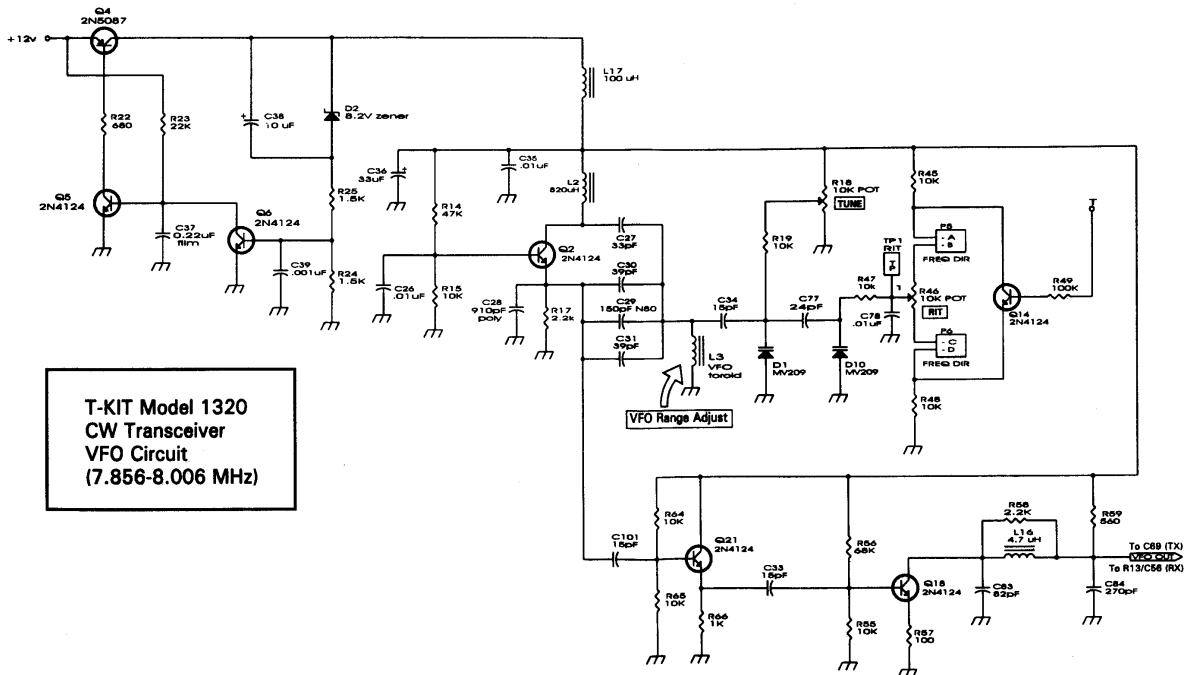 Q4
2N5087
+12v
L17
100 uH
R22
680
R23
22K
+
C38
10 uF
D2
8.2V zener
C36
33uF
+
C35
.01uF
L2
820uH
R18
10K POT
TUNE
R45
10K
T
Q5
2N4124
Q6
2N4124
R25
1.5K
R14
47K
C27
33pF
R19
10K
TP1
RIT
TP
P5
- A
- B
FREQ DIR
C37
0.22uF
film
Q2
2N4124
C30
39pF
R47
10k
1
R46
10K POT
RIT
R49
100K
C39
.001uF
R24
1.5K
C26
.01uF
R15
10K
C28
910pF
poly
R17
2.2k
C29
150pF N80
C34
15pF
C77
24pF
C78
.01uF
Q14
2N4124
C31
39pF
L3
VFO
toroid
D1
MV209
D10
MV209
P6
- C
- D
FREQ DIR
R48
10K
VFO Range Adjust
T-KIT Model 1320
CW Transceiver
VFO Circuit
(7.856-8.006 MHz)
R64
10K
C101
15pF
Q21
2N4124
R56
68K
R58
2.2K
L16
4.7 uH
R59
560
To C69 (TX)
VFO OUT
To R13/C56 (RX)
C33
15pF
Q18
2N4124
C83
82pF
C84
270pF
R65
10K
R66
1K
R55
10K
R57
100